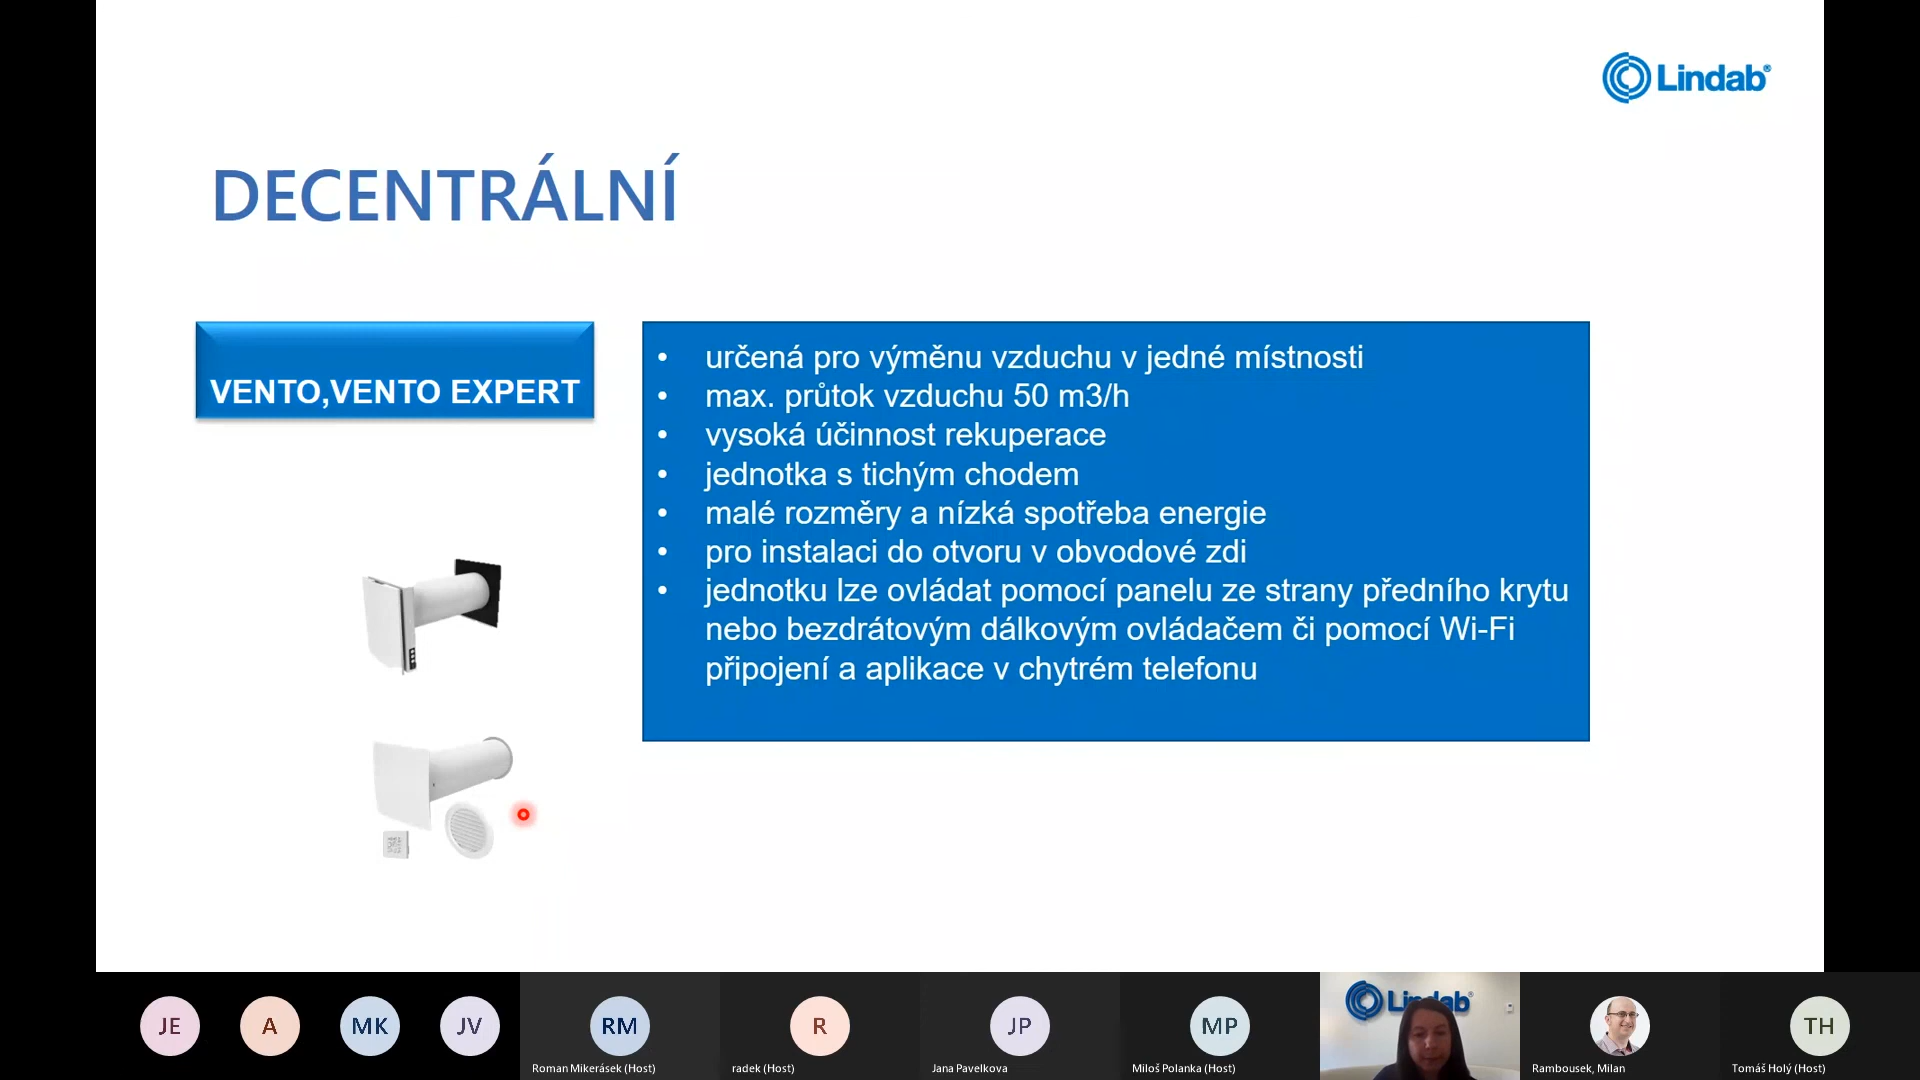 Lindab®
DECENTRÁLNÍ
VENTO,VENTO EXPERT
• určená pro výměnu vzduchu v jedné místnosti
• max. průtok vzduchu 50 m3/h
• vysoká účinnost rekuperace
• jednotka s tichým chodem
• malé rozměry a nízká spotřeba energie
• pro instalaci do otvoru v obvodové zdi
• jednotku lze ovládat pomocí panelu ze strany předního krytu
nebo bezdrátovým dálkovým ovládačem či pomocí Wi-Fi
připojení a aplikace v chytrém telefonu
JE
A
MK
JV
RM
Roman Mikerásek (Host)
R
radek (Host)
JP
Jana Pavelkova
MP
Miloš Polanka (Host)
Lindab®
Rambousek, Milan
TH
Tomáš Holý (Host)